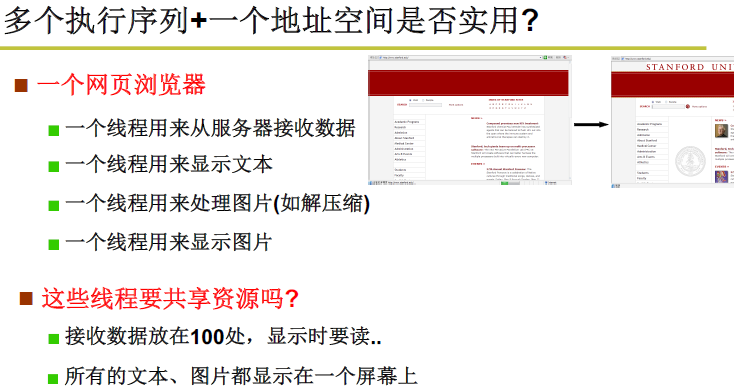 多个执行序列+一个地址空间是否实用?
一个网页浏览器
一个线程用来从服务器接收数据
一个线程用来显示文本
一个线程用来处理图片(如解压缩)
一个线程用来显示图片
STANFORD UNI
这些线程要共享资源吗?
接收数据放在100处，显示时要读..
所有的文本、图片都显示在一个屏幕上